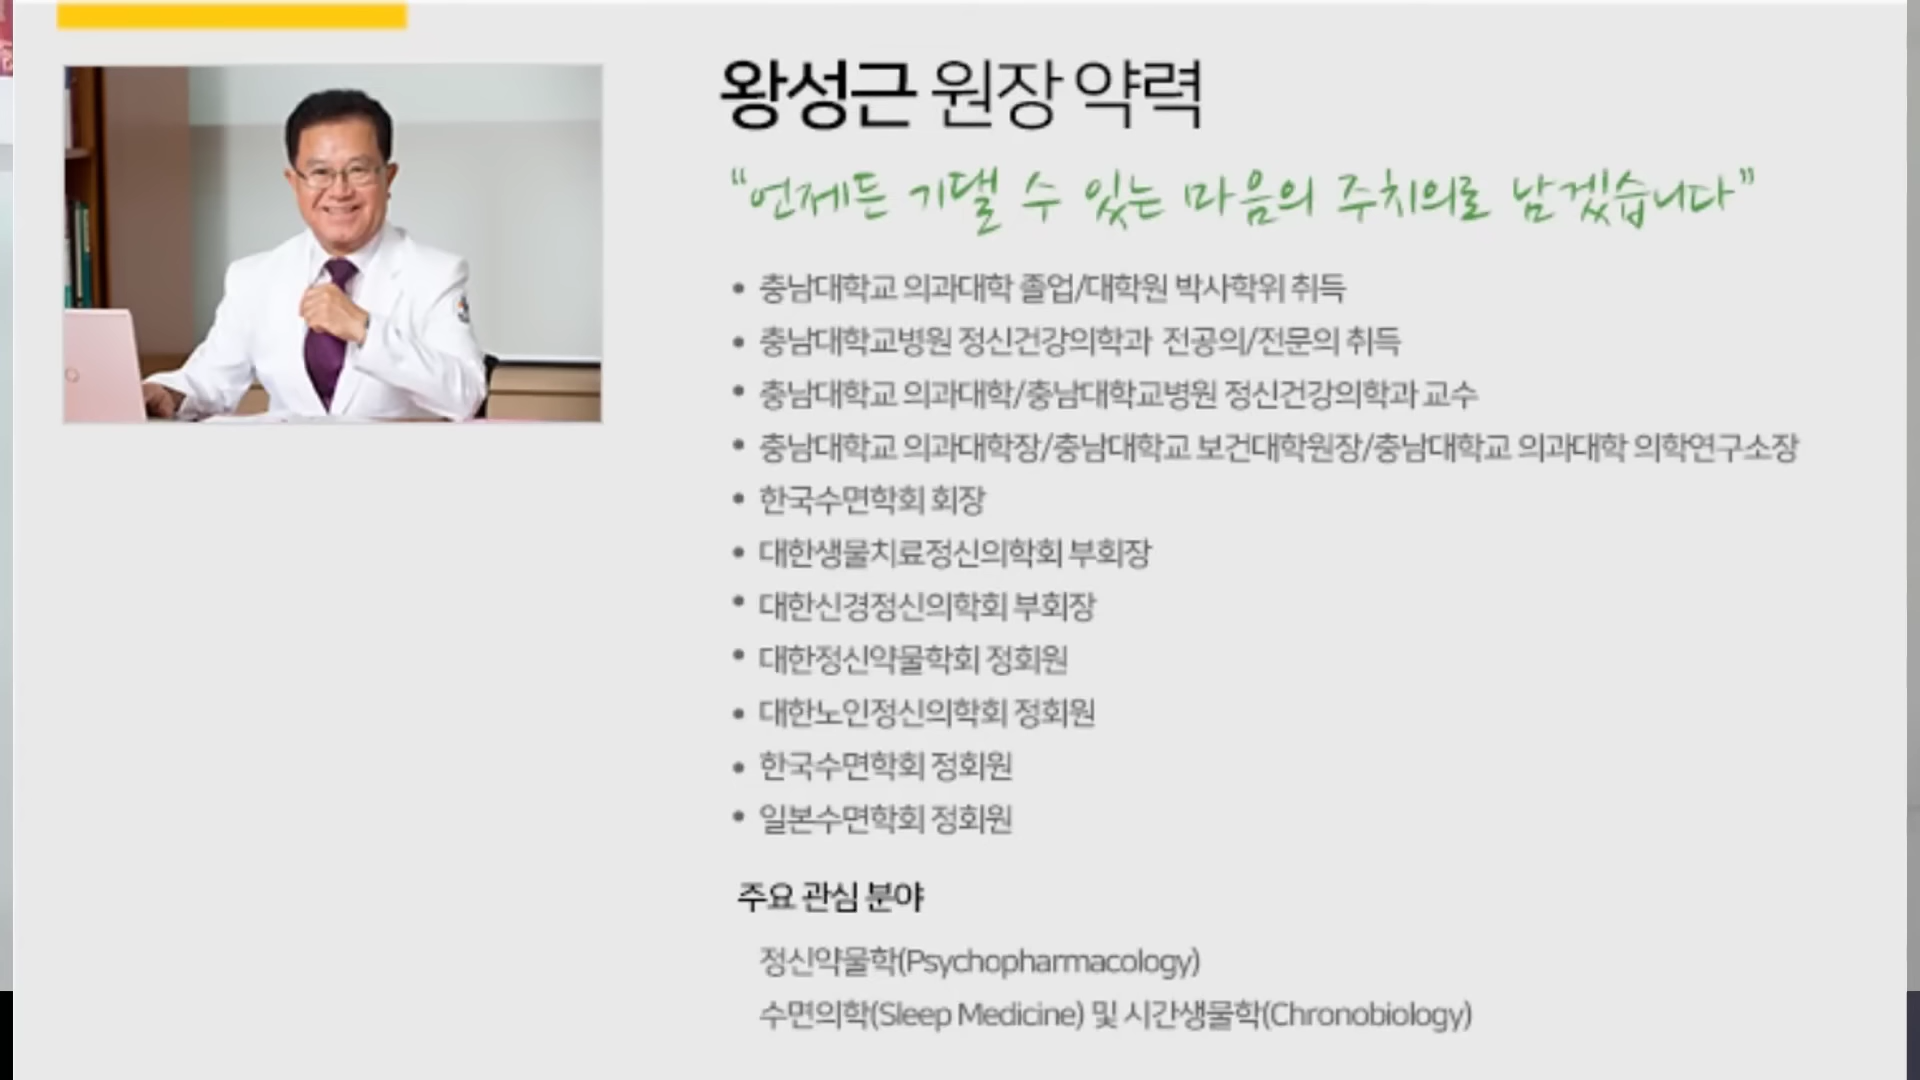 왕성근 원장 약력
“언제든 기댈 수 있는 마음의 주치의로 남겠습니다”
• 충남대학교 의과대학 졸업/대학원 박사학위 취득
• 충남대학교병원 정신건강의학과 전공의/전문의 취득
• 충남대학교 의과대학/충남대학교병원 정신건강의학과 교수
• 충남대학교 의과대학장/충남대학교 보건대학원장/충남대학교 의과대학 의학연구소장
• 한국수면학회 회장
• 대한생물치료정신의학회 부회장
• 대한신경정신의학회 부회장
• 대한정신약물학회 정회원
• 대한노인정신의학회 정회원
• 한국수면학회 정회원
• 일본수면학회 정회원
주요 관심 분야
정신약물학(Psychopharmacology)
수면의학(Sleep Medicine) 및 시간생물학(Chronobiology)